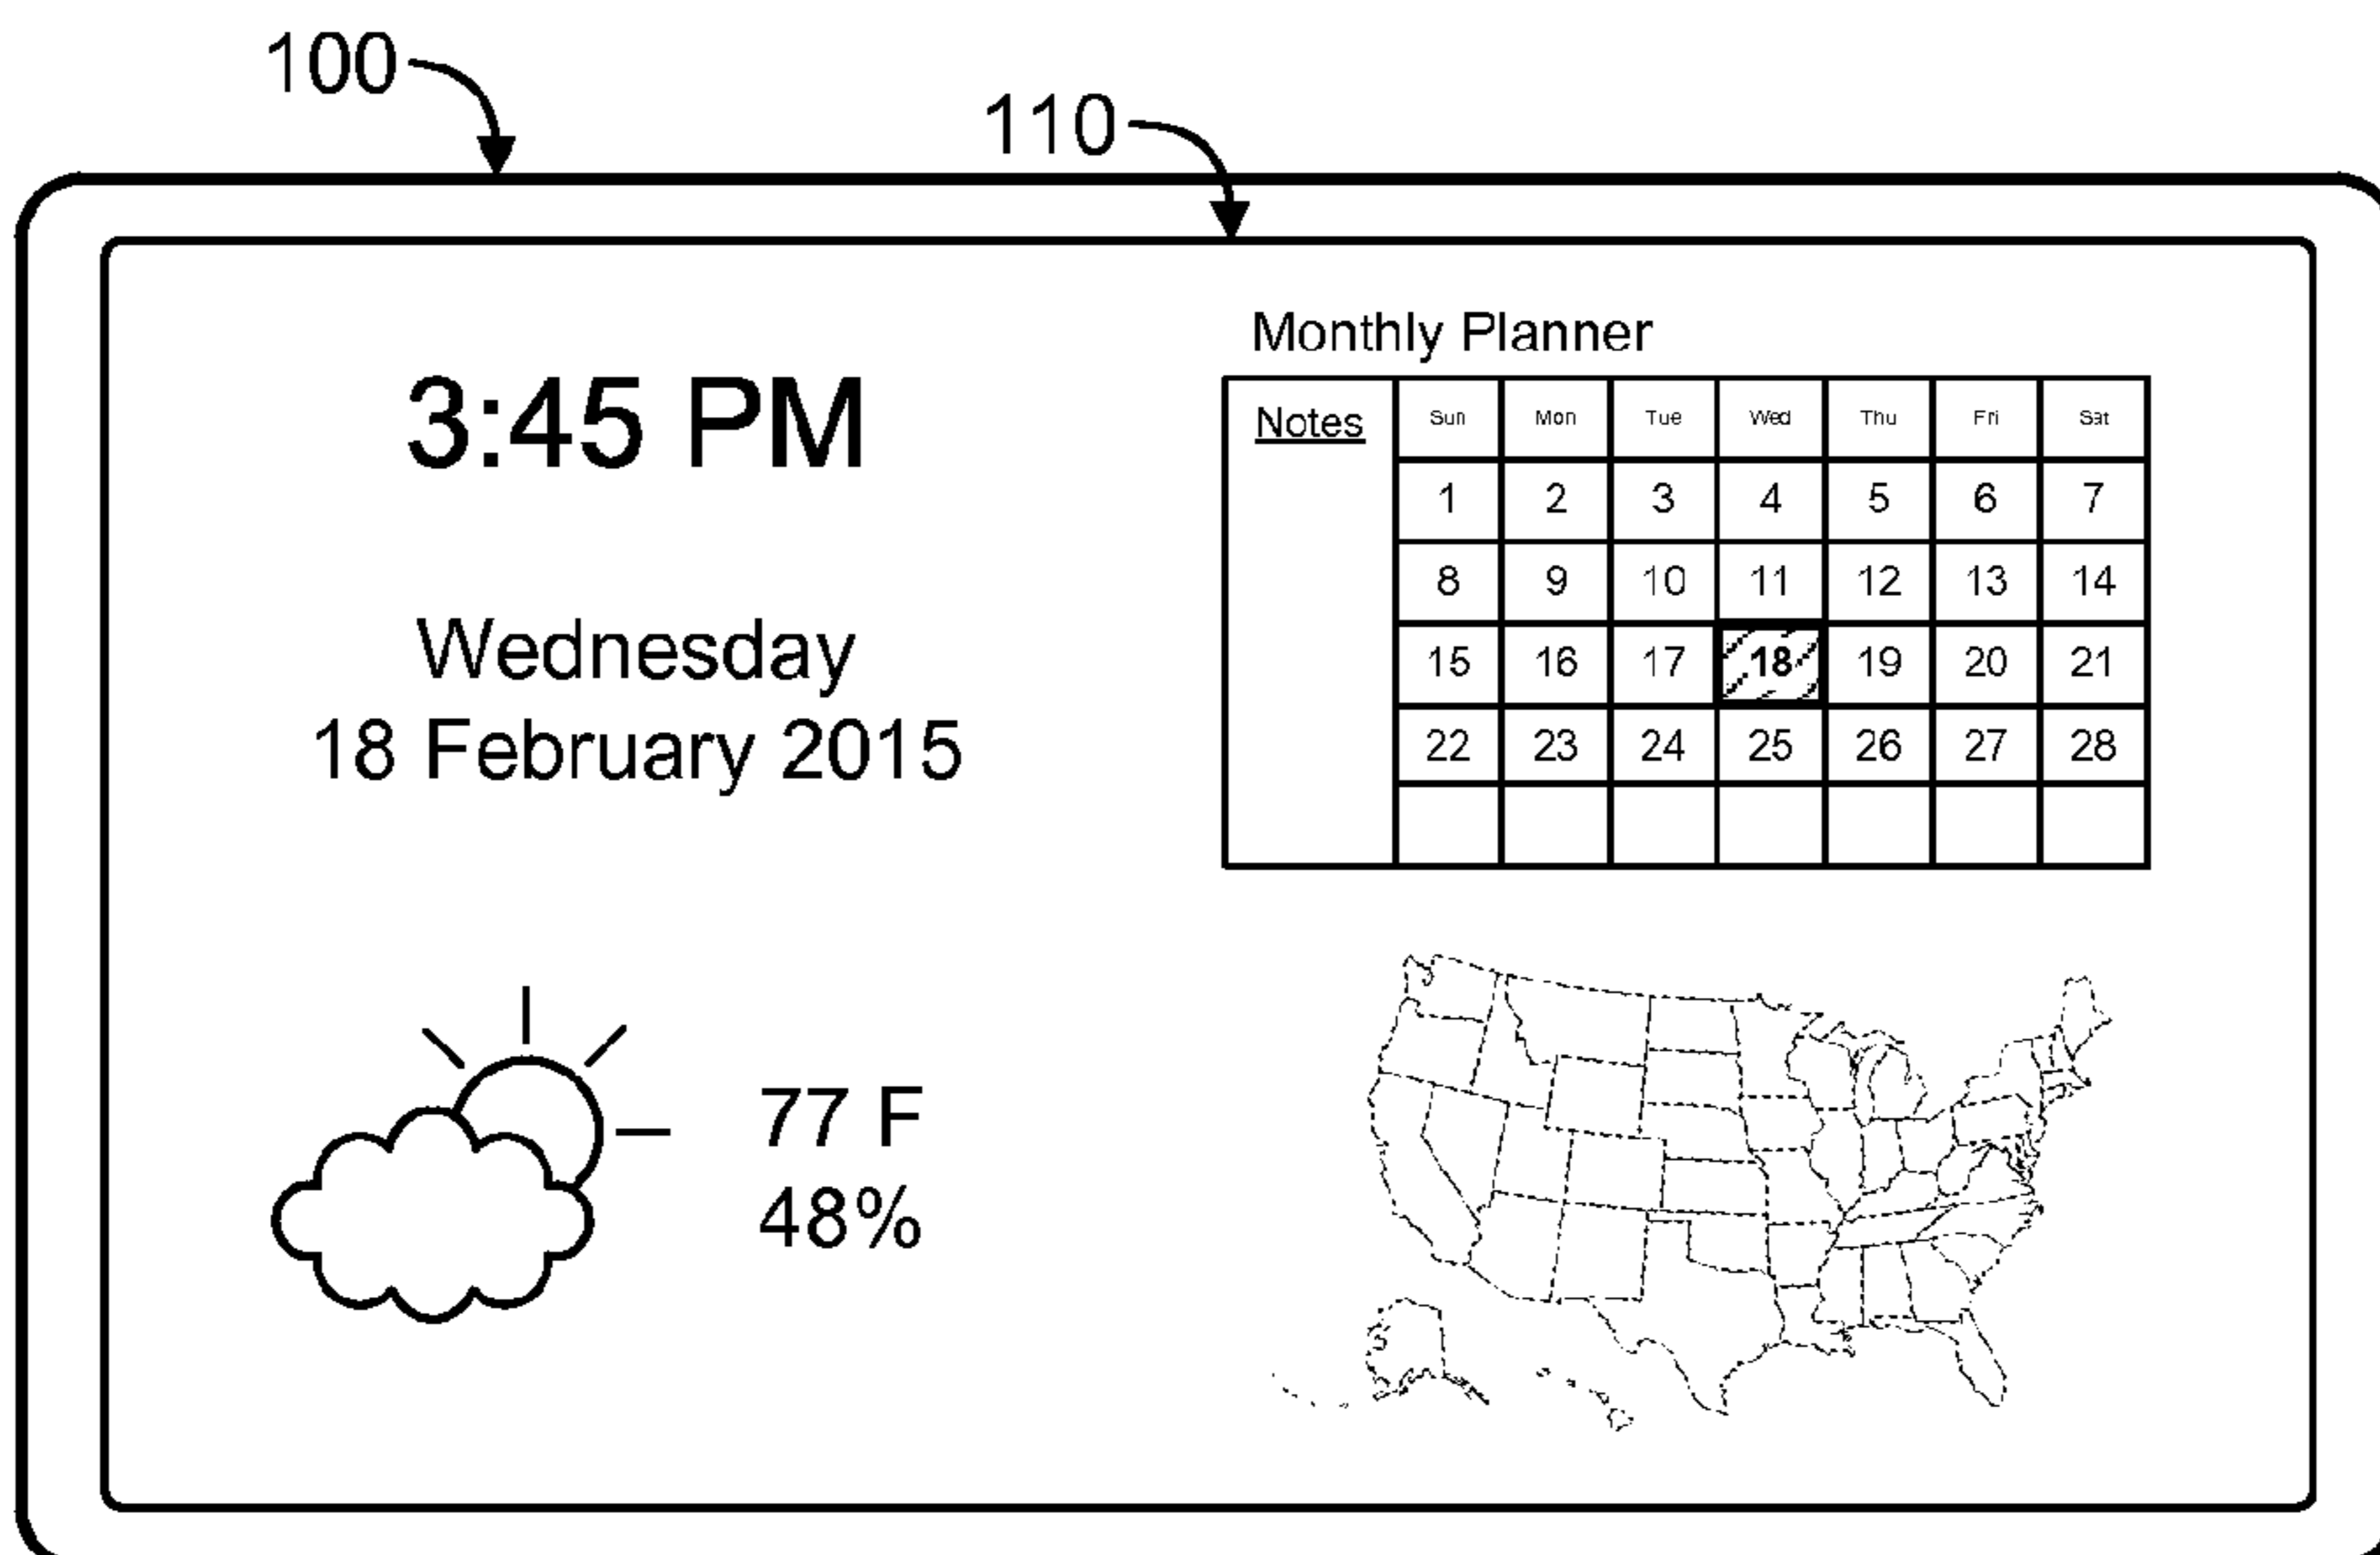 100
110
3:45 PM
Wednesday
18 February 2015
77 F
48%
Monthly Planner
Notes Sun Mon Tue Wed Thu Fri Sat
1 2 3 4 5 6 7
8 9 10 11 12 13 14
15 16 17 18 19 20 21
22 23 24 25 26 27 28